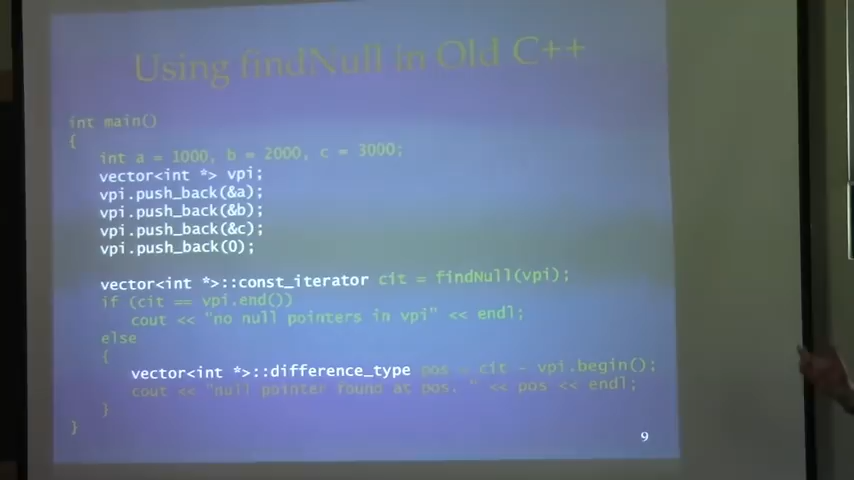 Using findNull in Old C++
int main()
{
int a = 1000, b = 2000, c = 3000;
vector<int *> vpi;
vpi.push_back(&a);
vpi.push_back(&b);
vpi.push_back(&c);
vpi.push_back(0);
vector<int *>::const_iterator cit = findNull(vpi);
if (cit == vpi.end())
cout << "no null pointers in vpi" << endl;
else
{
vector<int *>::difference_type pos = cit - vpi.begin();
cout << "null pointer found at pos. " << pos << endl;
}
}
9